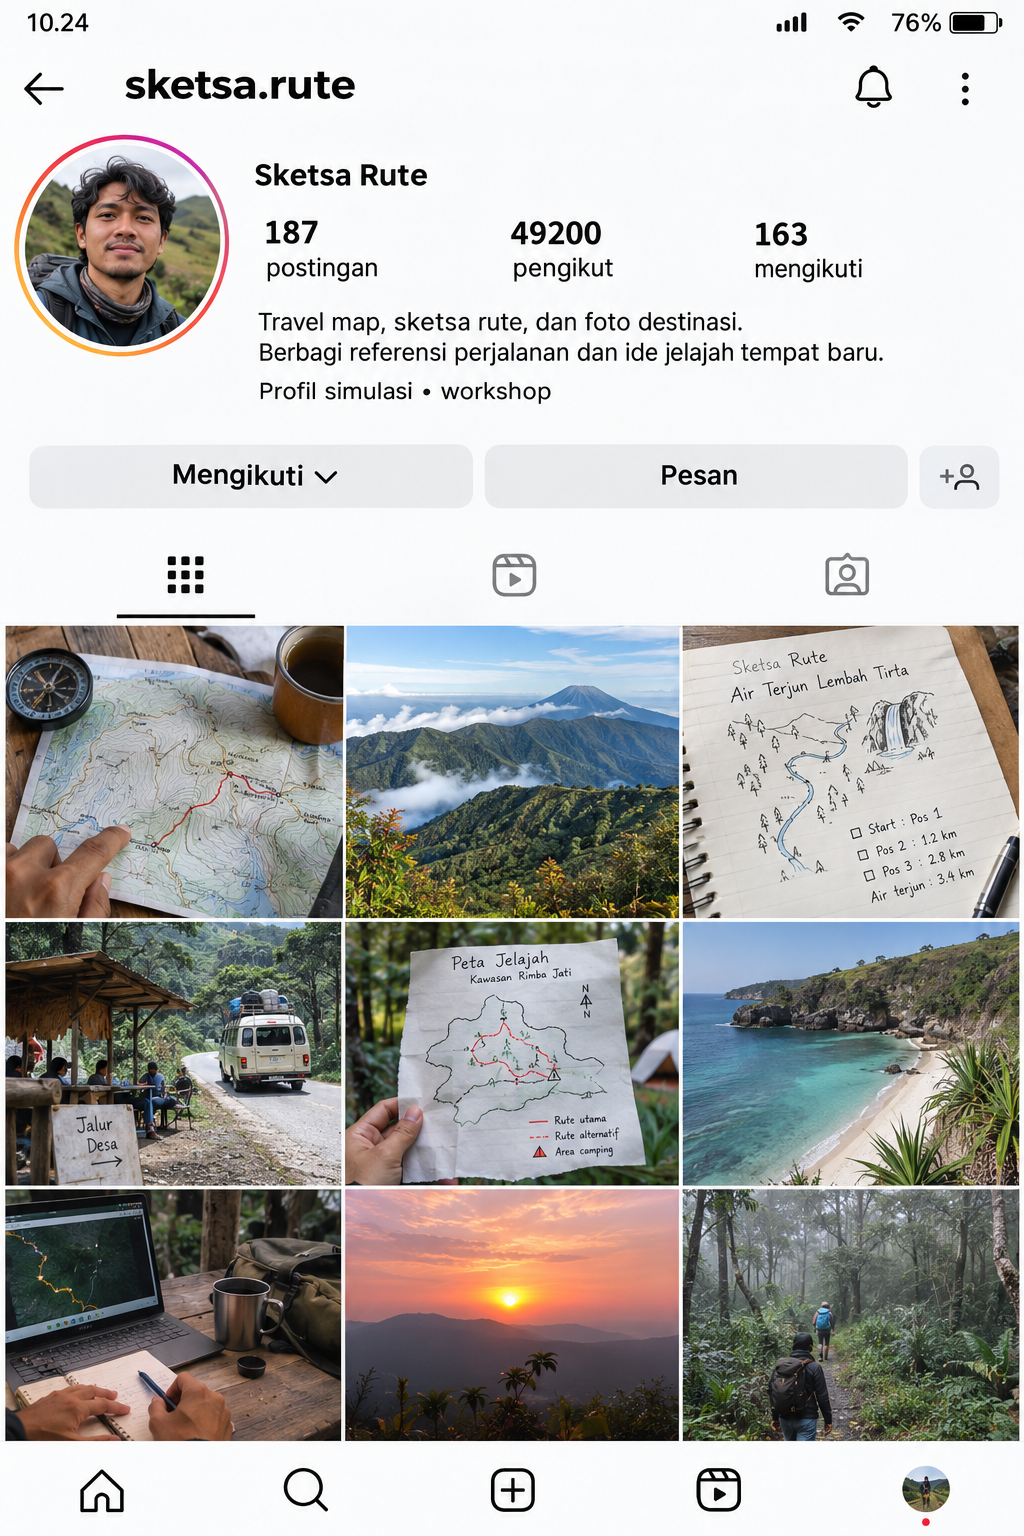 10.24
76%
sketsa.rute
Sketsa Rute
187
49200
163
postingan
pengikut
mengikuti
Travel map, sketsa rute, dan foto destinasi.
Berbagi referensi perjalanan dan ide jelajah tempat baru.
Profil simulasi • workshop
Mengikuti
Pesan
Sketsa Rute
Air Terjun Lembah Tirta
Start : Pos 1
Pos 2 : 1.2 km
Pos 3 : 2.8 km
Air terjun : 3.4 km
Jalur
Desa
Peta Jelajah
Kawasan Rimba Jati
N
N
Rute utama
Rute alternatif
Area camping